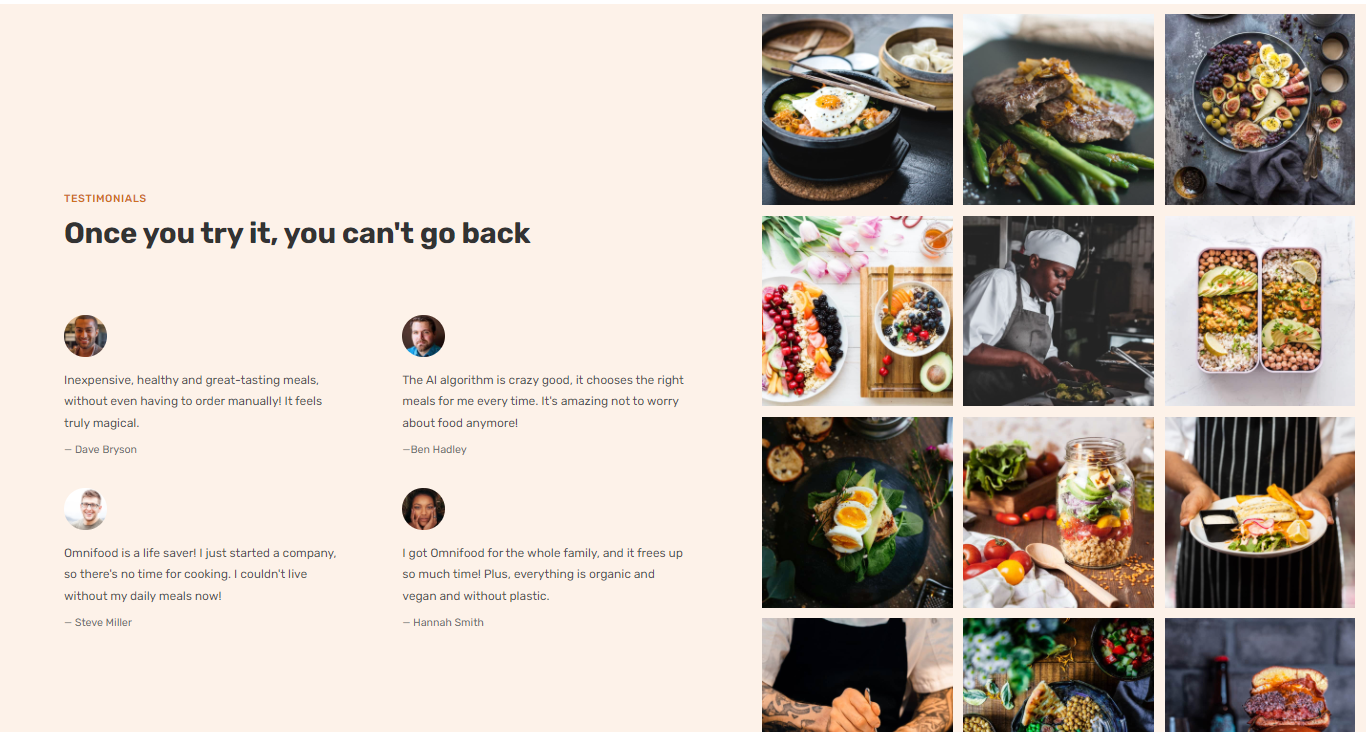 TESTIMONIALS
Once you try it, you can't go back
Inexpensive, healthy and great-tasting meals,
without even having to order manually! It feels
truly magical.
— Dave Bryson
The AI algorithm is crazy good, it chooses the right
meals for me every time. It's amazing not to worry
about food anymore!
—Ben Hadley
Omnifood is a life saver! I just started a company,
so there's no time for cooking. I couldn't live
without my daily meals now!
— Steve Miller
I got Omnifood for the whole family, and it frees up
so much time! Plus, everything is organic and
vegan and without plastic.
— Hannah Smith